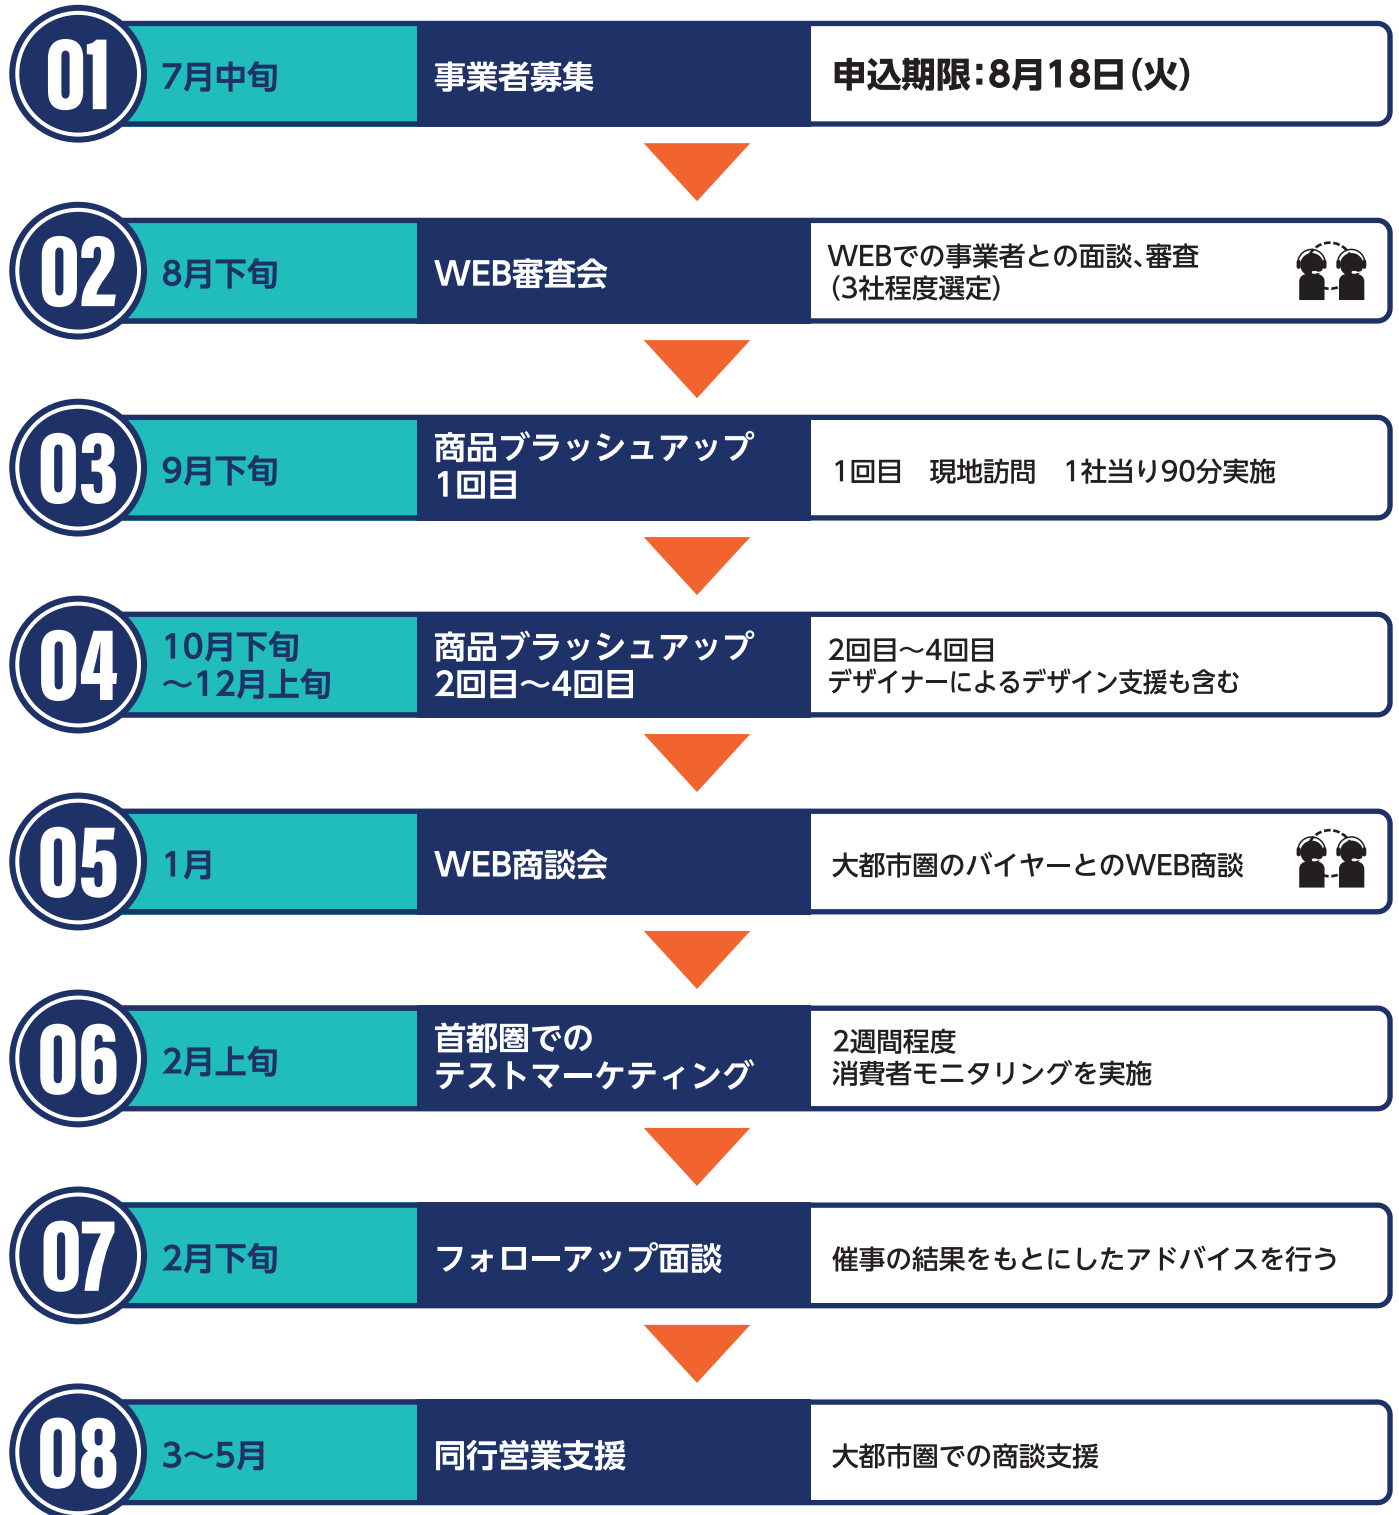 01
7月中旬
事業者募集
申込期限：8月18日（火）
02
8月下旬
WEB審査会
WEBでの事業者との面談、審査
（3社程度選定）
03
9月下旬
商品ブラッシュアップ
1回目
1回目　現地訪問　1社当り90分実施
04
10月下旬
～12月上旬
商品ブラッシュアップ
2回目～4回目
2回目～4回目
デザイナーによるデザイン支援も含む
05
1月
WEB商談会
大都市圏のバイヤーとのWEB商談
06
2月上旬
首都圏での
テストマーケティング
2週間程度
消費者モニタリングを実施
07
2月下旬
フォローアップ面談
催事の結果をもとにしたアドバイスを行う
08
3～5月
同行営業支援
大都市圏での商談支援